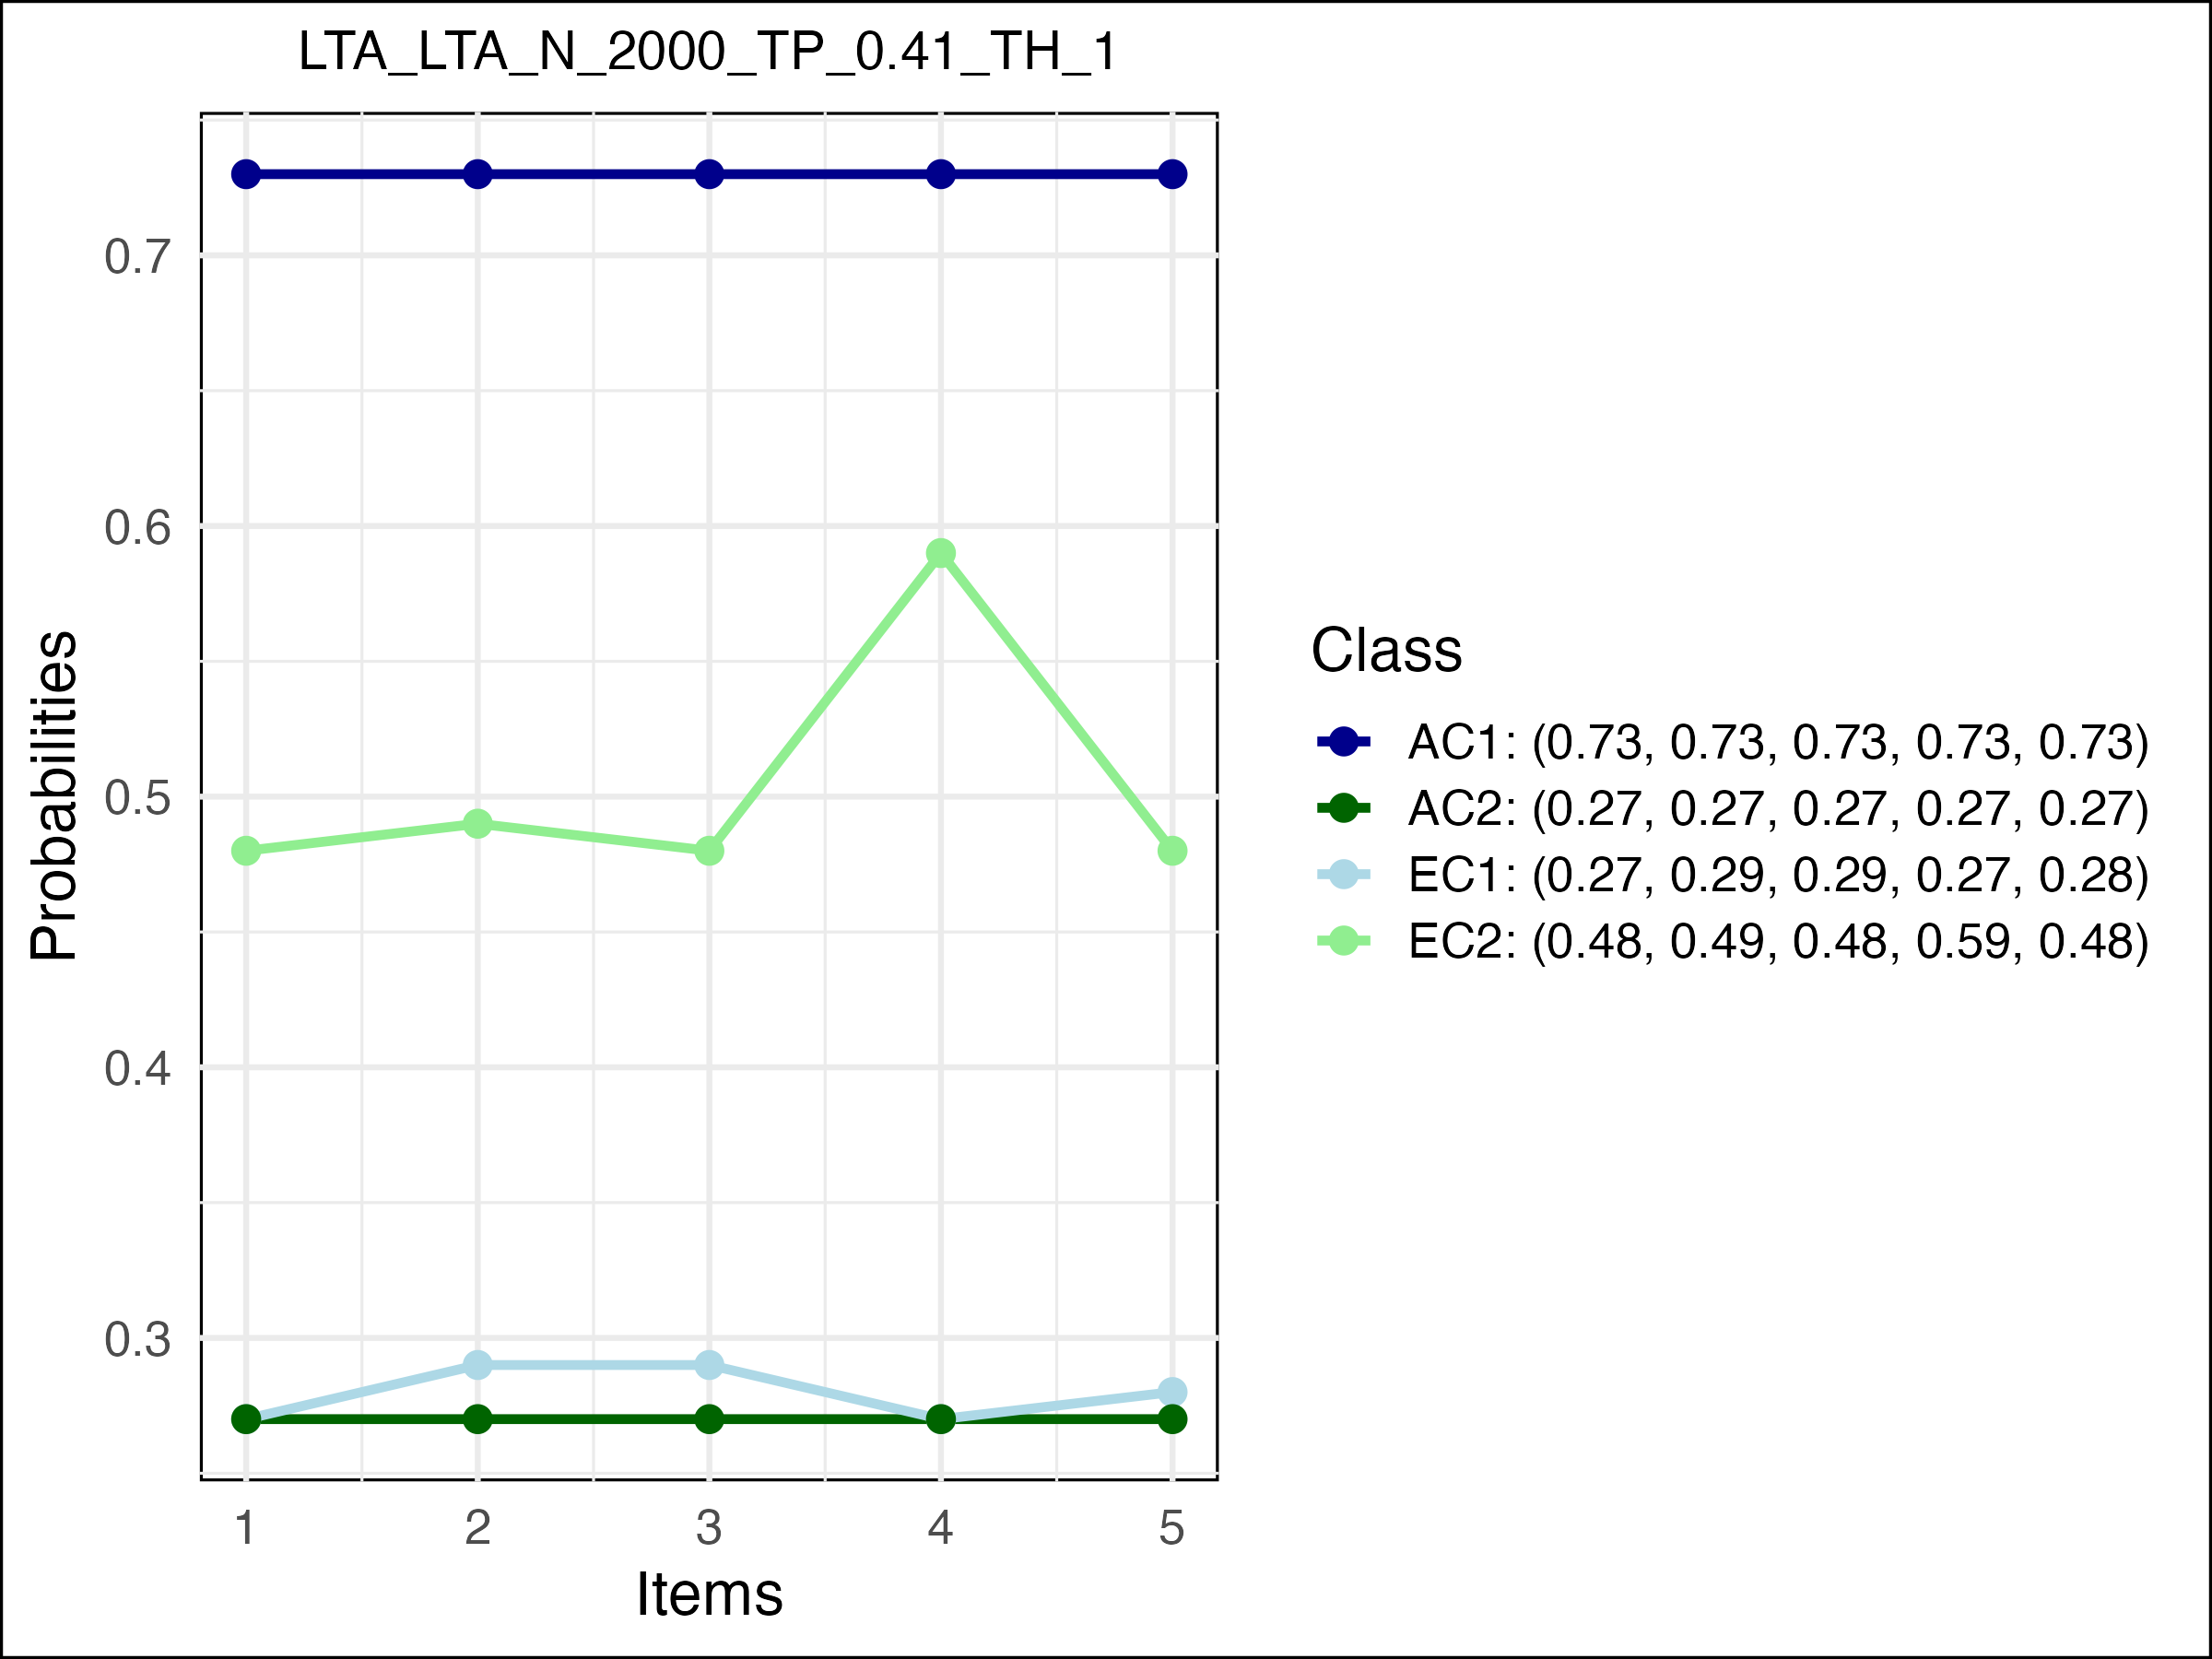 LTA_LTA_N_2000_TP_0.41_TH_1
Probabilities
0.7
0.6
0.5
0.4
0.3
1 2 3 4 5
Items
Class
AC1: (0.73, 0.73, 0.73, 0.73, 0.73)
AC2: (0.27, 0.27, 0.27, 0.27, 0.27)
EC1: (0.27, 0.29, 0.29, 0.27, 0.28)
EC2: (0.48, 0.49, 0.48, 0.59, 0.48)